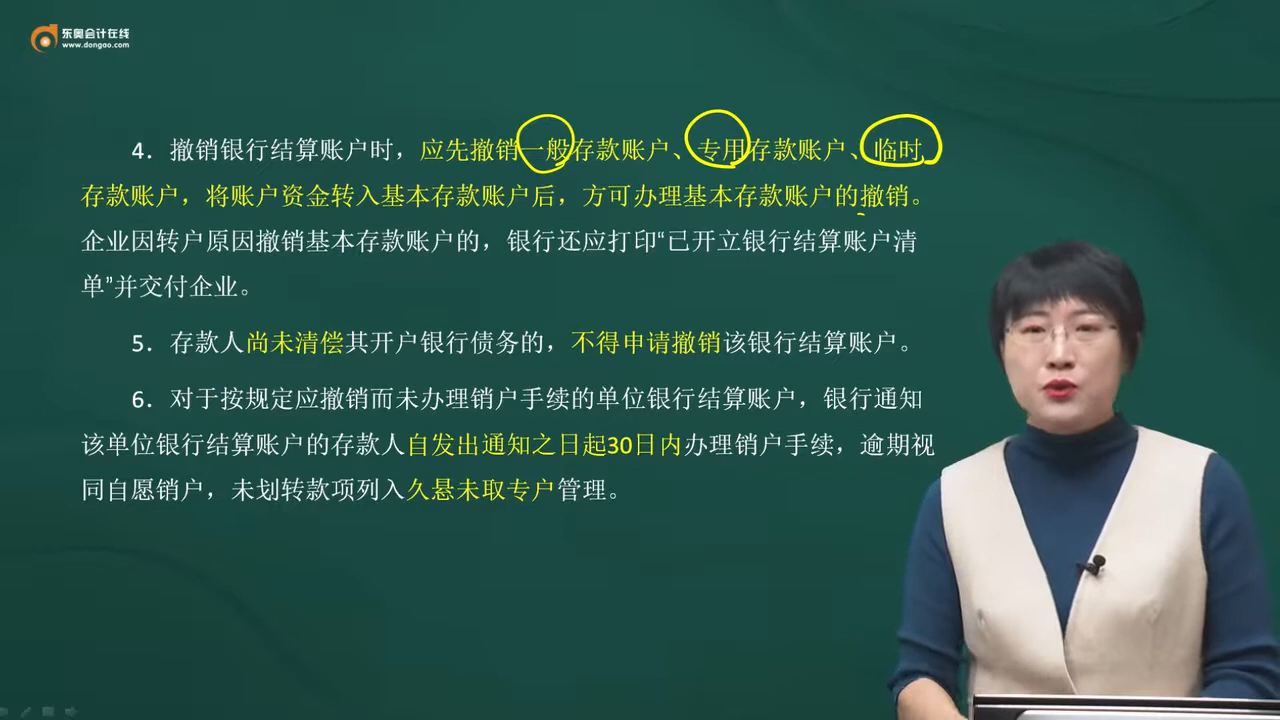 东奥会计在线
www.dongao.com
4．撤销银行结算账户时，应先撤销一般存款账户、专用存款账户、临时
存款账户，将账户资金转入基本存款账户后，方可办理基本存款账户的撤销。
企业因转户原因撤销基本存款账户的，银行还应打印“已开立银行结算账户清
单”并交付企业。
5．存款人尚未清偿其开户银行债务的，不得申请撤销该银行结算账户。
6．对于按规定应撤销而未办理销户手续的单位银行结算账户，银行通知
该单位银行结算账户的存款人自发出通知之日起30日内办理销户手续，逾期视
同自愿销户，未划转款项列入久悬未取专户管理。